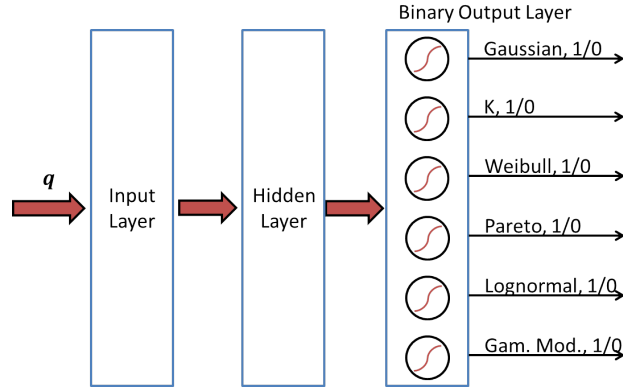 Binary Output Layer
Gaussian, 1/0
K, 1/0
Weibull, 1/0
q
Input
Layer
Hidden
Layer
Pareto, 1/0
Lognormal, 1/0
Gam. Mod., 1/0